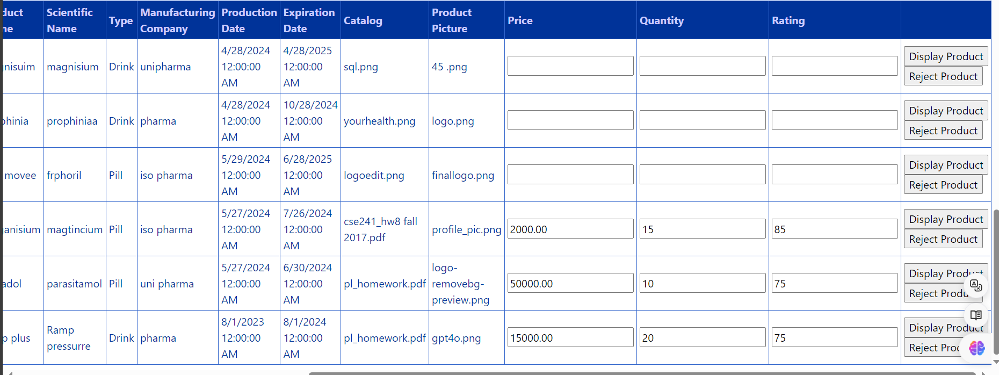 duct Scientific Type Manufacturing Production Expiration Catalog Product Price Quantity Rating
me Name Company Date Date Picture
nisuim magnisium Drink unipharma 4/28/2024 12:00:00 AM 4/28/2025 12:00:00 AM sql.png 45 .png Display Product
Reject Product
phinia prophiniaa Drink pharma 4/28/2024 12:00:00 AM 10/28/2024 12:00:00 AM yourhealth.png logo.png Display Product
Reject Product
movee frphoril Pill iso pharma 5/29/2024 12:00:00 AM 6/28/2025 12:00:00 AM logoedit.png finallogo.png Display Product
Reject Product
anisium magtincium Pill iso pharma 5/27/2024 12:00:00 AM 7/26/2024 12:00:00 AM cse241_hw8 fall 2017.pdf profile_pic.png 2000.00 15 85 Display Product
Reject Product
adol parasitamol Pill uni pharma 5/27/2024 12:00:00 AM 6/30/2024 12:00:00 AM pl_homework.pdf logo-removebg-preview.png 50000.00 10 75 Display Product
Reject Produ
p plus Ramp pressurre Drink pharma 8/1/2023 12:00:00 AM 8/1/2024 12:00:00 AM pl_homework.pdf gpt4o.png 15000.00 20 75 Display Product
Reject Proc